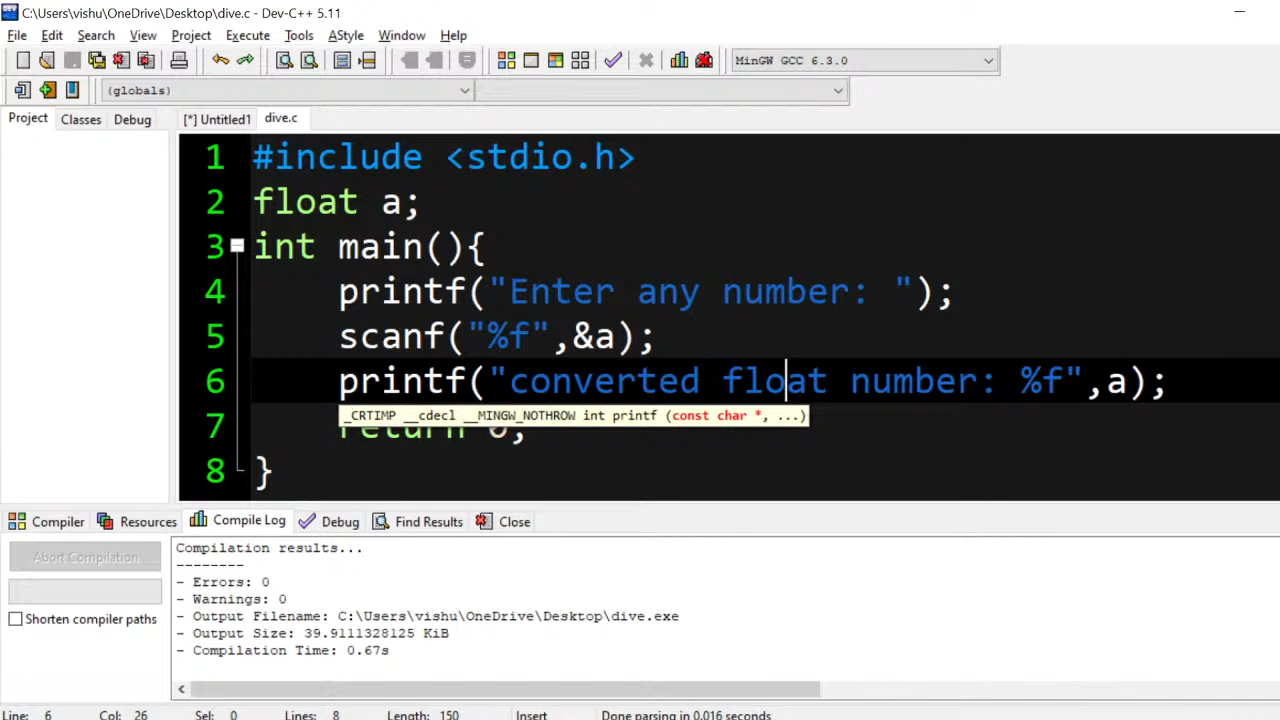 C:\Users\vishu\OneDrive\Desktop\dive.c - Dev-C++ 5.11
File Edit Search View Project Execute Tools AStyle Window Help
MinGW GCC 6.3.0
(globals)
Project Classes Debug [*] Untitled1 dive.c
1 #include <stdio.h>
2 float a;
3 int main(){
4 printf("Enter any number: ");
5 scanf("%f",&a);
6 printf("converted float number: %f",a);
_CRTIMP __cdecl __MINGW_NOTHROW int printf (const char *, ...)
7 return 0;
8 }
Compiler Resources Compile Log Debug Find Results Close
Abort Compilation
Shorten compiler paths
Compilation results...
--------
- Errors: 0
- Warnings: 0
- Output Filename: C:\Users\vishu\OneDrive\Desktop\dive.exe
- Output Size: 39.9111328125 KiB
- Compilation Time: 0.67s
Line: 6 Col: 26 Sel: 0 Lines: 8 Length: 150 Insert Done parsing in 0.016 seconds